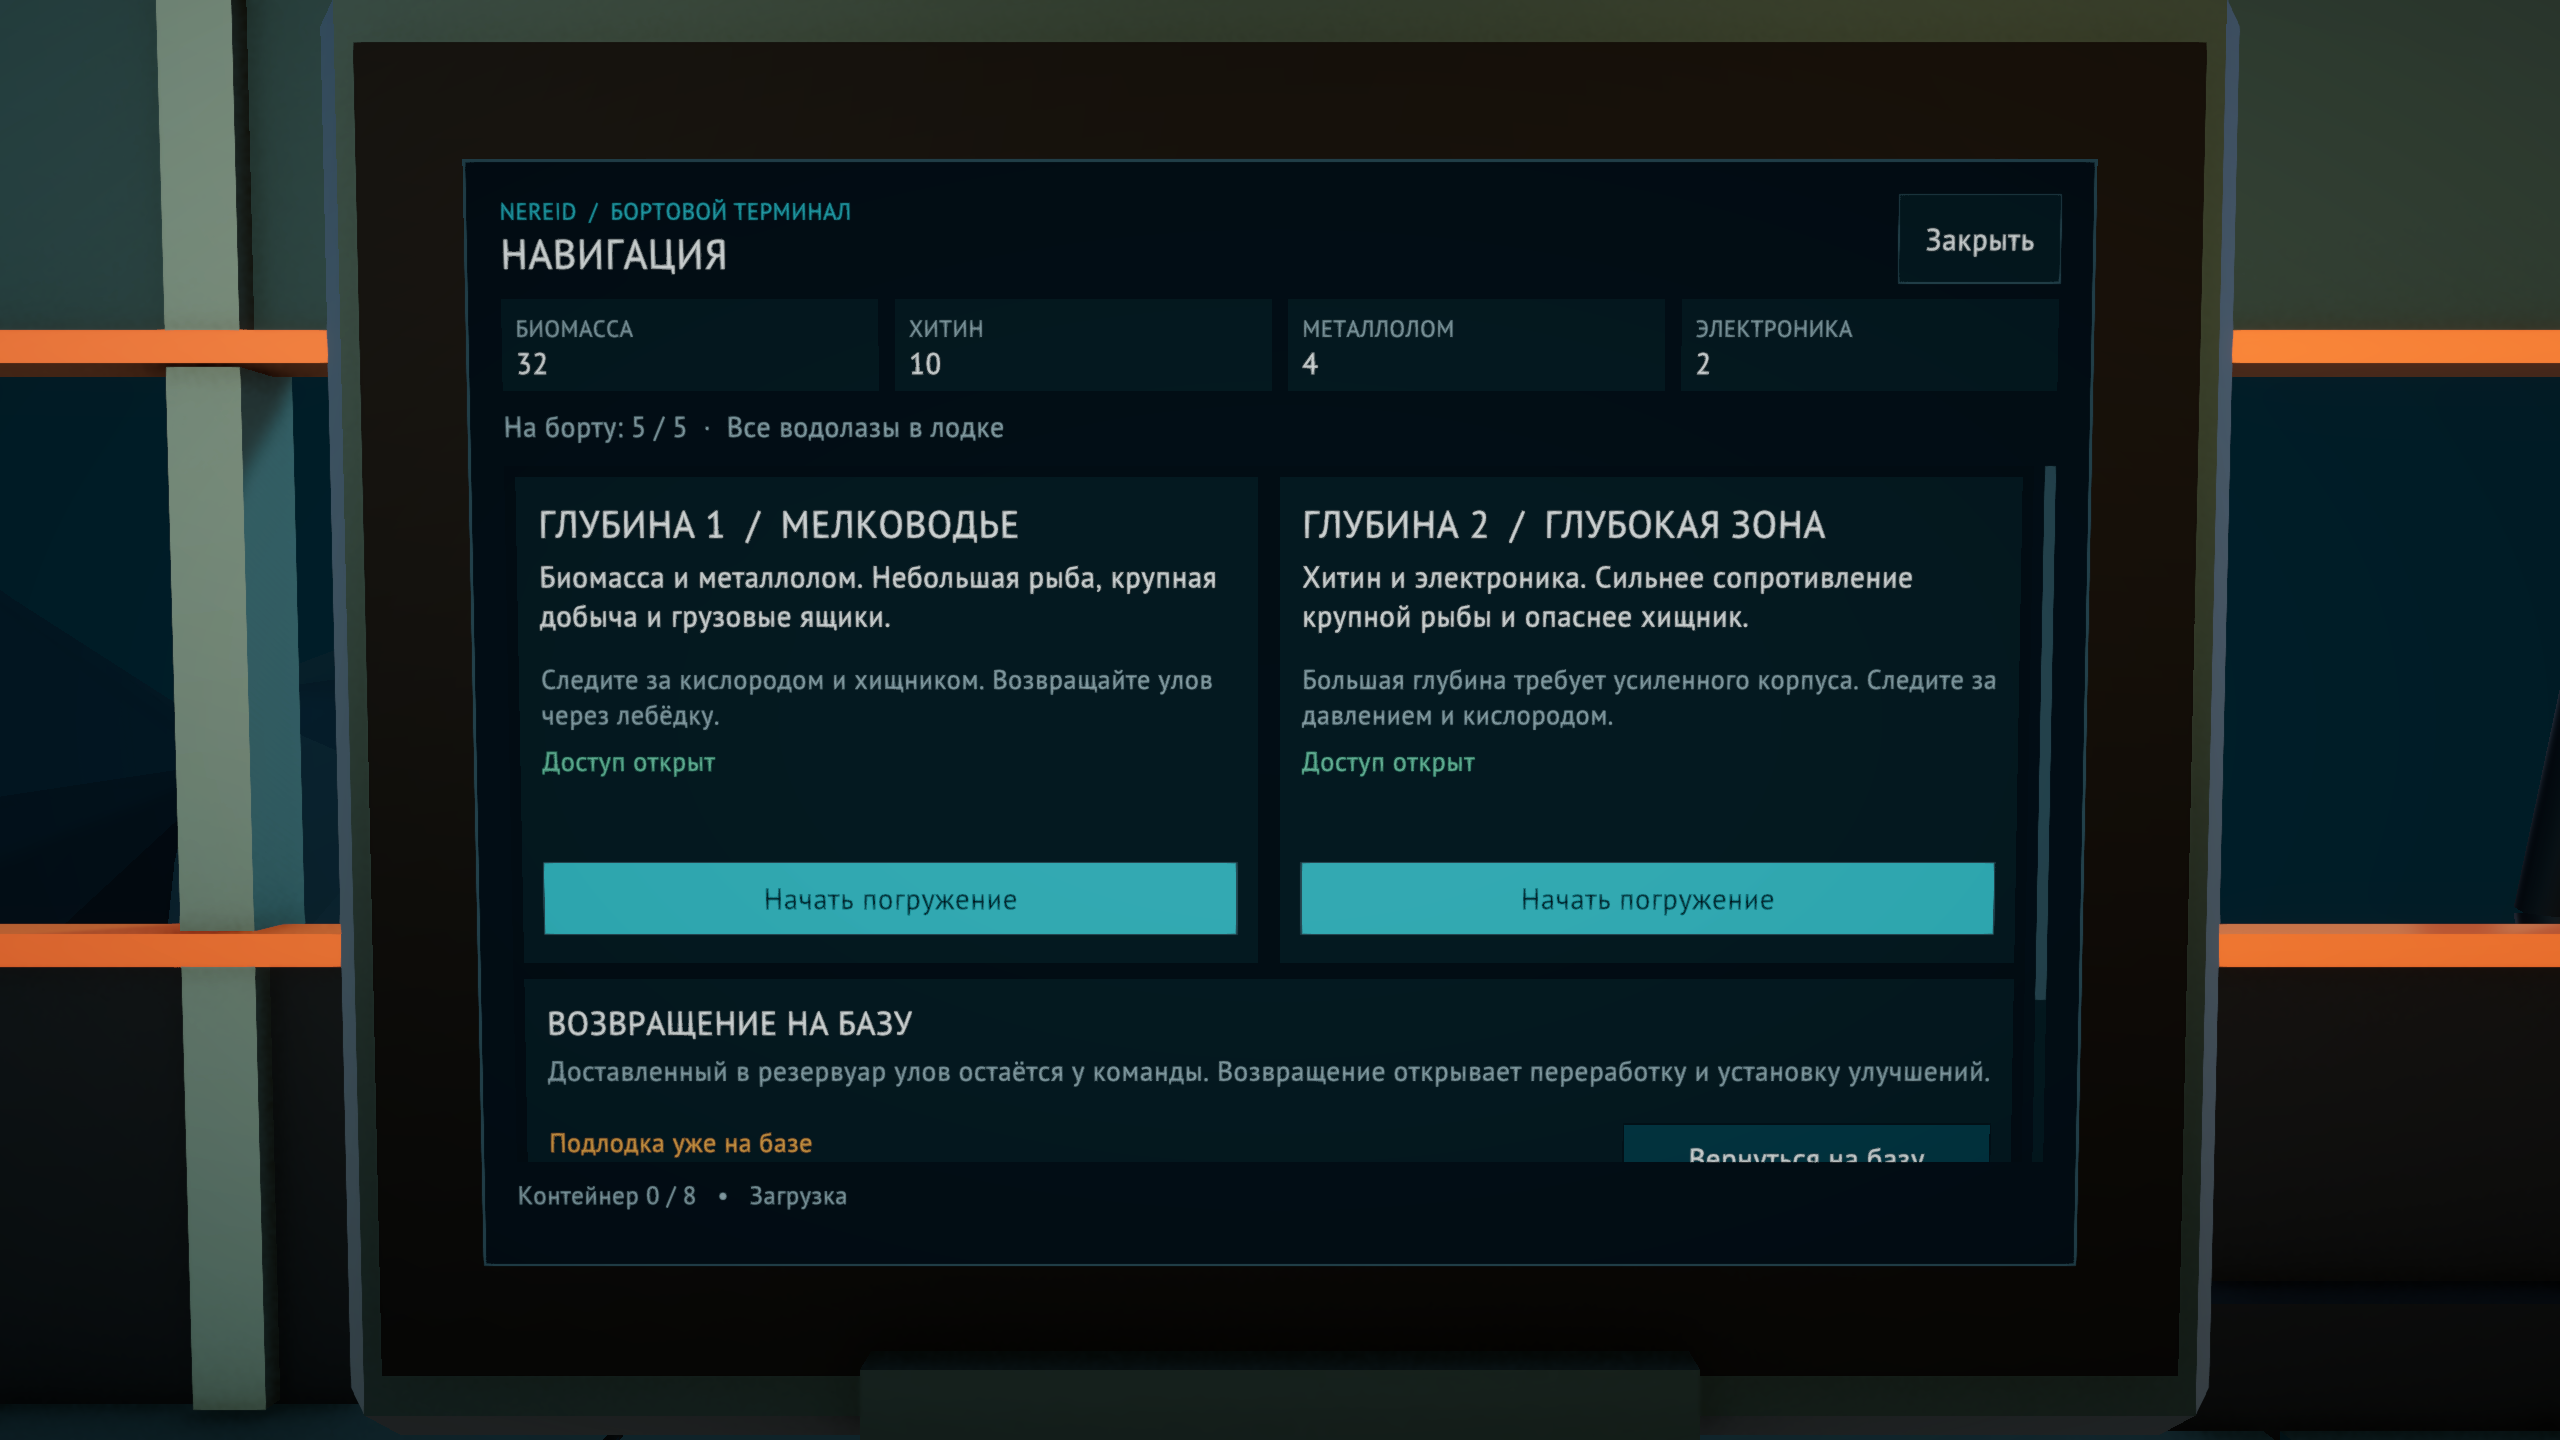 NEREID / БОРТОВОЙ ТЕРМИНАЛ
НАВИГАЦИЯ
Закрыть
БИОМАССА
32
ХИТИН
10
МЕТАЛЛОЛОМ
4
ЭЛЕКТРОНИКА
2
На борту: 5 / 5 · Все водолазы в лодке
ГЛУБИНА 1 / МЕЛКОВОДЬЕ
Биомасса и металлолом. Небольшая рыба, крупная
добыча и грузовые ящики.
Следите за кислородом и хищником. Возвращайте улов
через лебёдку.
Доступ открыт
Начать погружение
ГЛУБИНА 2 / ГЛУБОКАЯ ЗОНА
Хитин и электроника. Сильнее сопротивление
крупной рыбы и опаснее хищник.
Большая глубина требует усиленного корпуса. Следите за
давлением и кислородом.
Доступ открыт
Начать погружение
ВОЗВРАЩЕНИЕ НА БАЗУ
Доставленный в резервуар улов остаётся у команды. Возвращение открывает переработку и установку улучшений.
Подлодка уже на базе
Вернуться на базу
Контейнер 0 / 8 • Загрузка